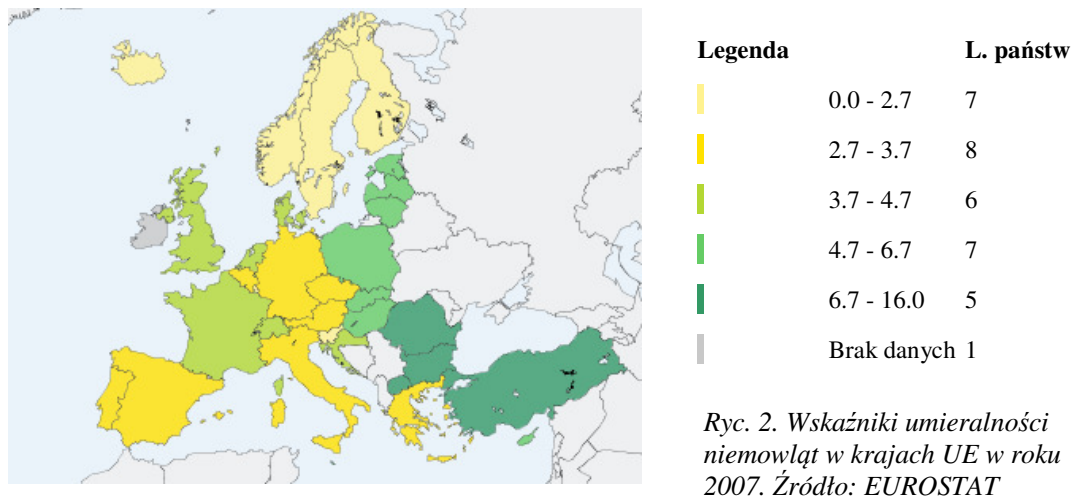 Legenda L. państw
0.0 - 2.7 7
2.7 - 3.7 8
3.7 - 4.7 6
4.7 - 6.7 7
6.7 - 16.0 5
Brak danych 1
Ryc. 2. Wskaźniki umieralności
niemowląt w krajach UE w roku
2007. Źródło: EUROSTAT